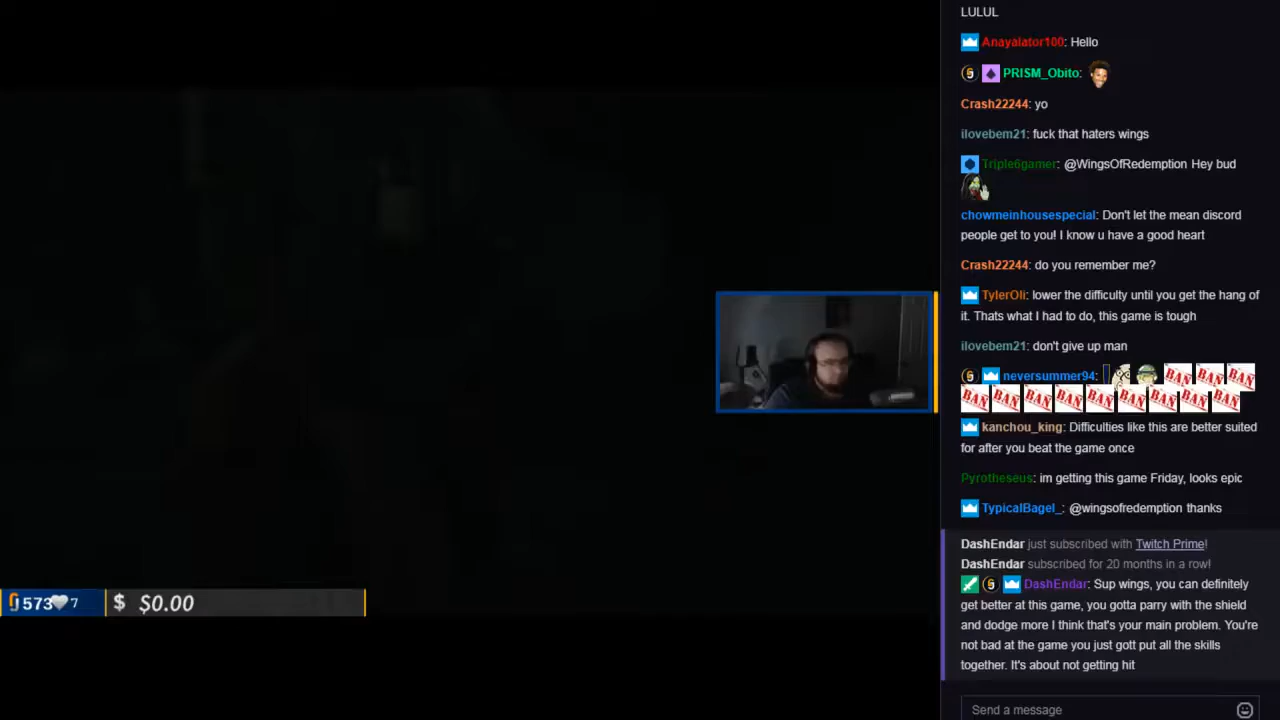 LULUL
Anayalator100: Hello
PRISM_Obito:
Crash22244: yo
ilovebem21: fuck that haters wings
Triple6gamer: @WingsOfRedemption Hey bud
chowmeinhousespecial: Don't let the mean discord
people get to you! I know u have a good heart
Crash22244: do you remember me?
TylerOli: lower the difficulty until you get the hang of
it. Thats what I had to do, this game is tough
ilovebem21: don't give up man
neversummer94: BAN BAN BAN
BAN BAN BAN BAN BAN BAN BAN BAN BAN
kanchou_king: Difficulties like this are better suited
for after you beat the game once
Pyrotheseus: im getting this game Friday, looks epic
TypicalBagel_: @wingsofredemption thanks
DashEndar just subscribed with Twitch Prime!
DashEndar subscribed for 20 months in a row!
DashEndar: Sup wings, you can definitely
get better at this game, you gotta parry with the shield
and dodge more I think that's your main problem. You're
not bad at the game you just gott put all the skills
together. It's about not getting hit
573 7 $ $0.00
Send a message